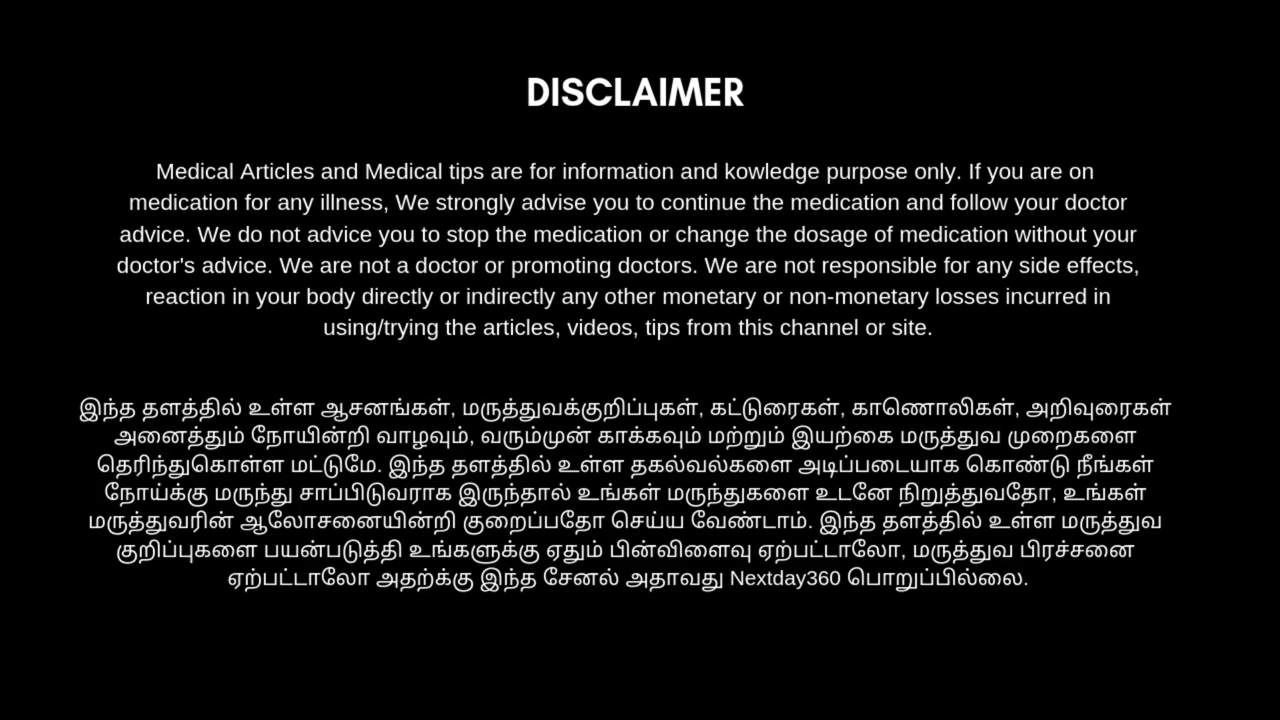 DISCLAIMER
Medical Articles and Medical tips are for information and kowledge purpose only. If you are on
medication for any illness, We strongly advise you to continue the medication and follow your doctor
advice. We do not advice you to stop the medication or change the dosage of medication without your
doctor's advice. We are not a doctor or promoting doctors. We are not responsible for any side effects,
reaction in your body directly or indirectly any other monetary or non-monetary losses incurred in
using/trying the articles, videos, tips from this channel or site.
இந்த தளத்தில் உள்ள ஆசனங்கள், மருத்துவக்குறிப்புகள், கட்டுரைகள், காணொலிகள், அறிவுரைகள்
அனைத்தும் நோயின்றி வாழவும், வரும்முன் காக்கவும் மற்றும் இயற்கை மருத்துவ முறைகளை
தெரிந்துகொள்ள மட்டுமே. இந்த தளத்தில் உள்ள தகல்வல்களை அடிப்படையாக கொண்டு நீங்கள்
நோய்க்கு மருந்து சாப்பிடுவராக இருந்தால் உங்கள் மருந்துகளை உடனே நிறுத்துவதோ, உங்கள்
மருத்துவரின் ஆலோசனையின்றி குறைப்பதோ செய்ய வேண்டாம். இந்த தளத்தில் உள்ள மருத்துவ
குறிப்புகளை பயன்படுத்தி உங்களுக்கு ஏதும் பின்விளைவு ஏற்பட்டாலோ, மருத்துவ பிரச்சனை
ஏற்பட்டாலோ அதற்க்கு இந்த சேனல் அதாவது Nextday360 பொறுப்பில்லை.